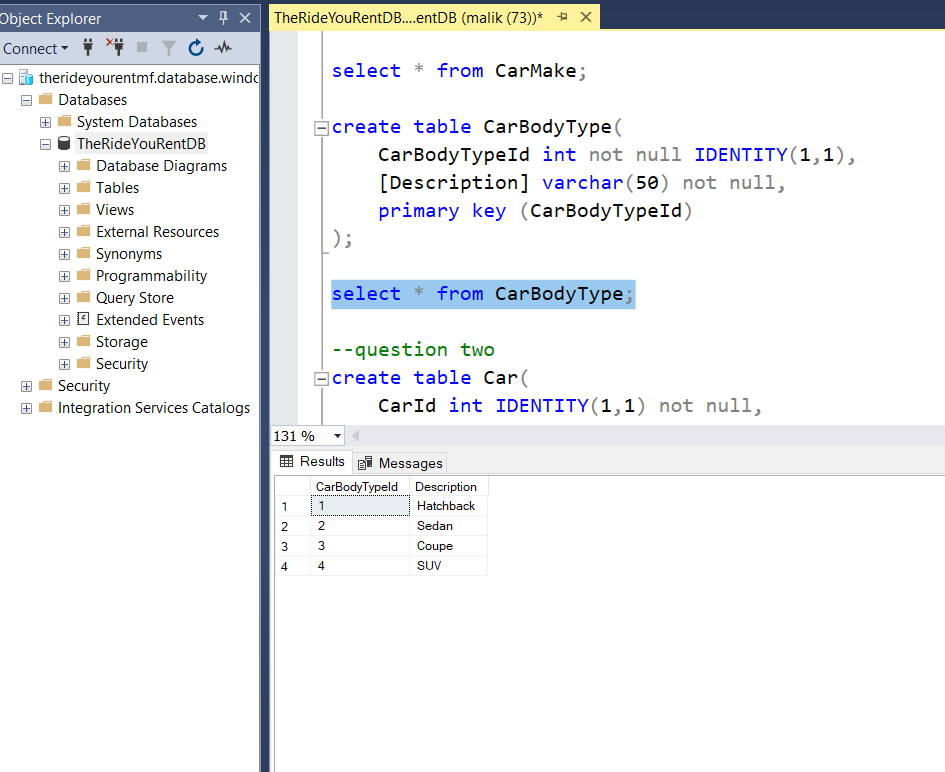 Object Explorer
Connect
therideyourentmf.database.windo
Databases
System Databases
TheRideYouRentDB
Database Diagrams
Tables
Views
External Resources
Synonyms
Programmability
Query Store
Extended Events
Storage
Security
Security
Integration Services Catalogs
TheRideYouRentDB....entDB (malik (73))*
select * from CarMake;
create table CarBodyType(
CarBodyTypeId int not null IDENTITY(1,1),
[Description] varchar(50) not null,
primary key (CarBodyTypeId)
);
select * from CarBodyType;
--question two
create table Car(
CarId int IDENTITY(1,1) not null,
131 %
Results Messages
CarBodyTypeId Description
1 1 Hatchback
2 2 Sedan
3 3 Coupe
4 4 SUV